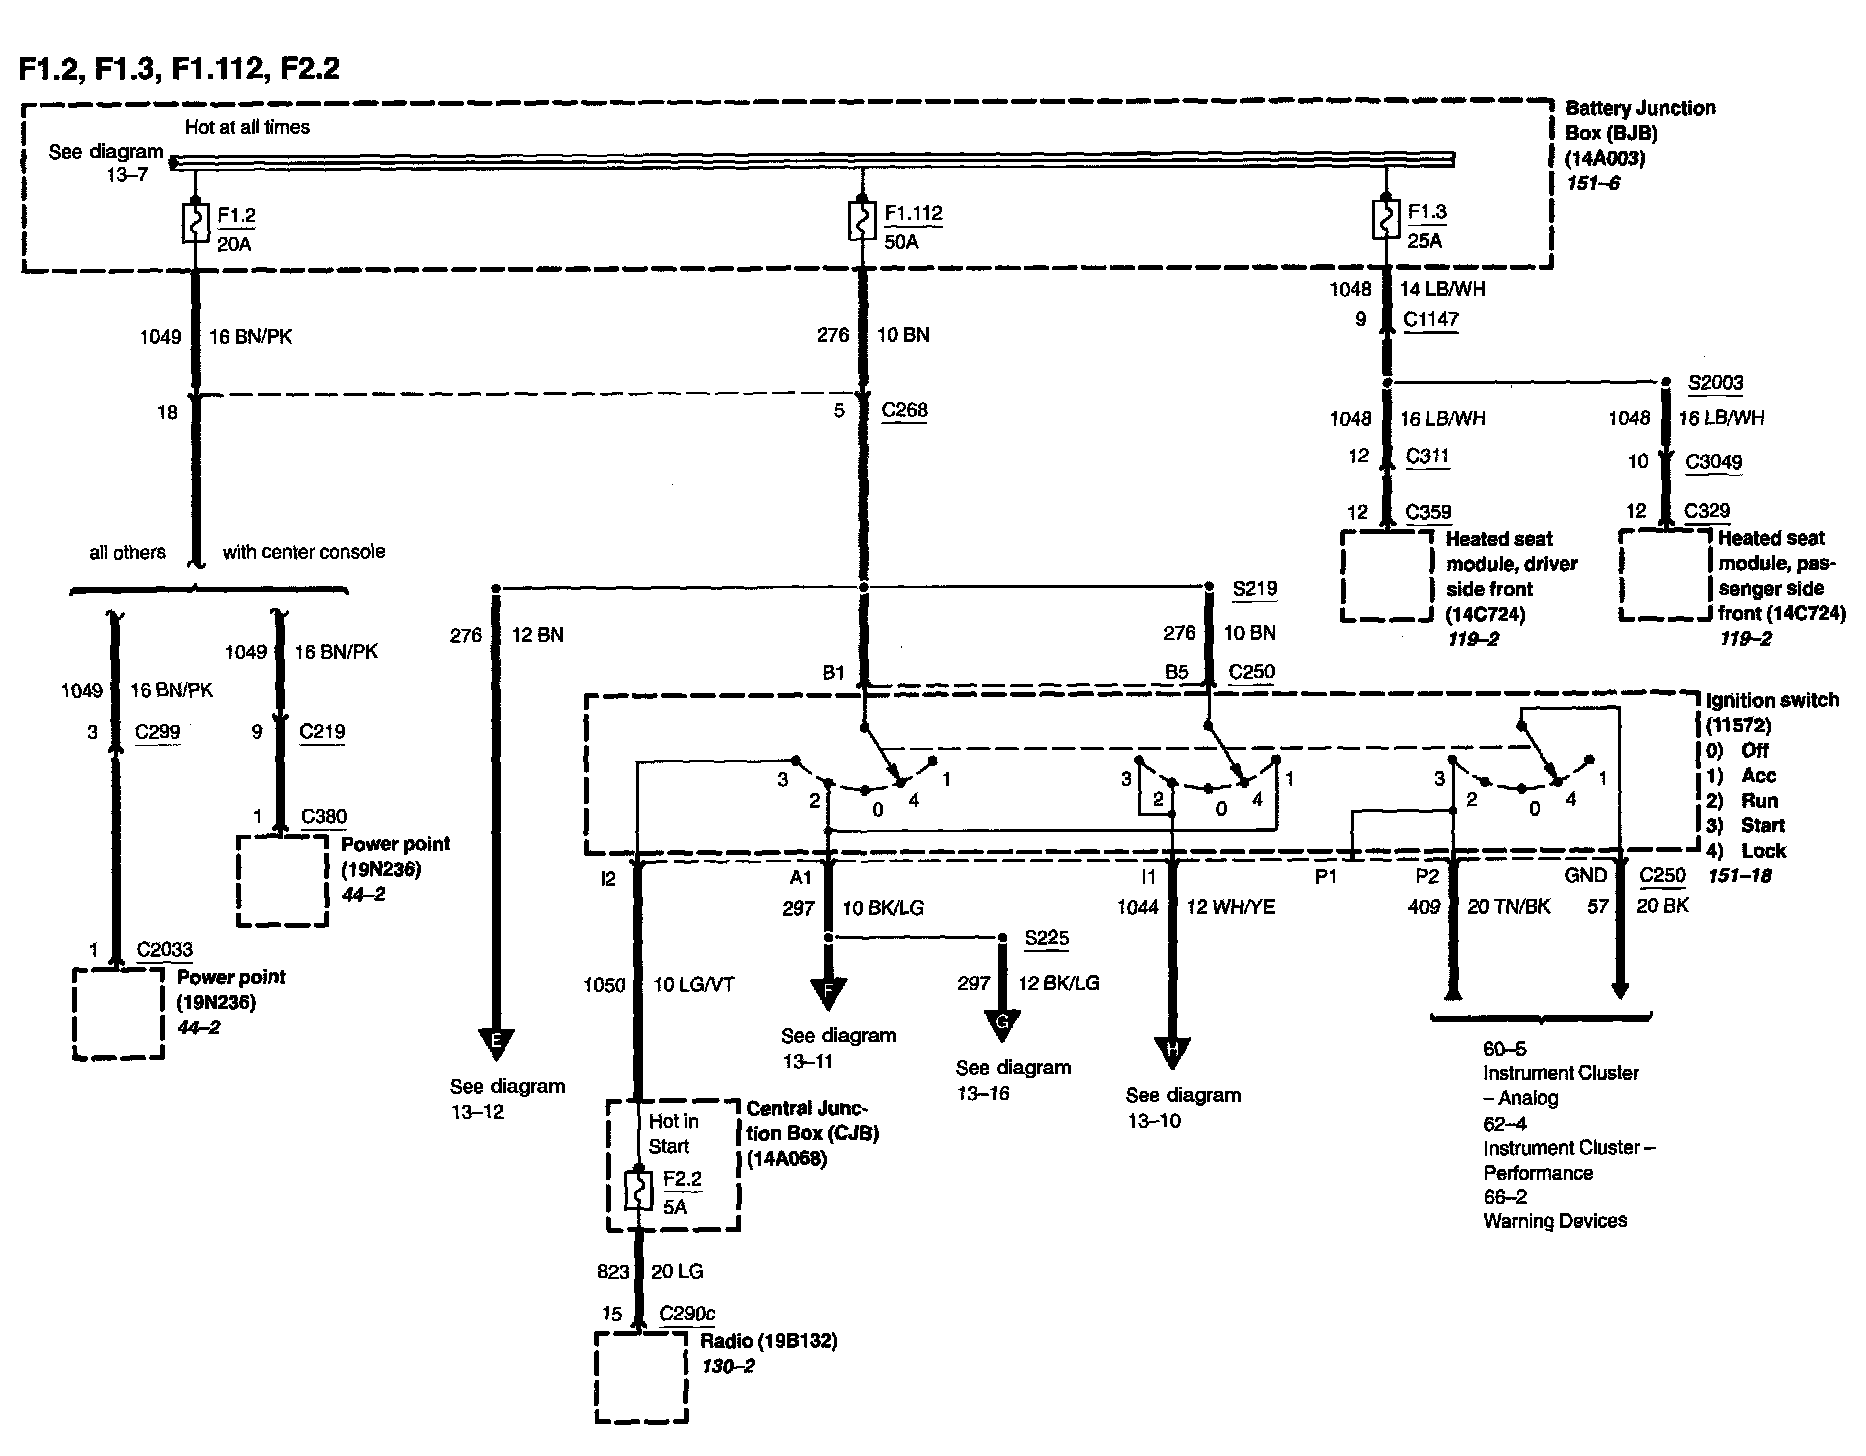 F1.2, F1.3, F1.112, F2.2
Hot at all times
See diagram
13–7
F1.2
20A
F1.112
50A
F1.3
25A
Battery Junction
Box (BJB)
(14A003)
151–6
1049 16 BN/PK
276 10 BN
1048 14 LB/WH
9 C1147
18
5 C268
S2003
1048 16 LB/WH
1048 16 LB/WH
12 C311
10 C3049
12 C359
12 C329
Heated seat
module, driver
side front
(14C724)
119–2
Heated seat
module, pas-
senger side
front (14C724)
119–2
all others
with center console
1049 16 BN/PK
1049 16 BN/PK
3 C299
9 C219
1 C380
Power point
(19N236)
44–2
1 C2033
Power point
(19N236)
44–2
276 12 BN
S219
276 10 BN
B1
B5 C250
Ignition switch
(11572)
0) Off
1) Acc
2) Run
3) Start
4) Lock
151–18
3
2
0
4
1
3
2
0
4
1
3
2
0
4
1
I2
A1
I1
P1
P2
GND C250
297 10 BK/LG
1044 12 WH/YE
409 20 TN/BK
57 20 BK
S225
1050 10 LG/VT
297 12 BK/LG
E
F
G
H
See diagram
13–12
See diagram
13–11
See diagram
13–16
See diagram
13–10
60–5
Instrument Cluster
– Analog
62–4
Instrument Cluster –
Performance
66–2
Warning Devices
Hot in
Start
F2.2
5A
Central Junc-
tion Box (CJB)
(14A068)
823 20 LG
15 C290c
Radio (19B132)
130–2